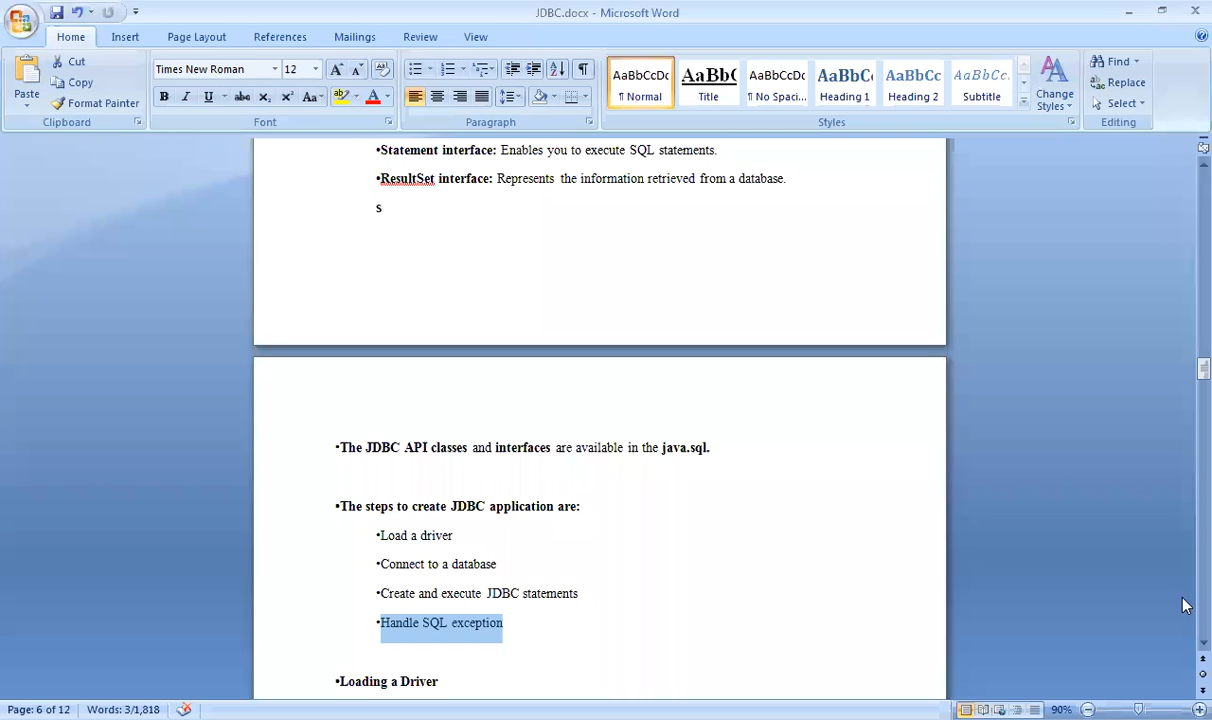 JDBC.docx - Microsoft Word
Home Insert Page Layout References Mailings Review View
Paste
Cut
Copy
Format Painter
Clipboard
Times New Roman 12
B I U abc X₂ X² Aa
Font
Paragraph
AaBbCcDc AaBbC AaBbCcDc AaBbCc AaBbCc AaBbCc.
¶ Normal Title ¶ No Spaci... Heading 1 Heading 2 Subtitle
Change Styles
Styles
Find
Replace
Select
Editing
•Statement interface: Enables you to execute SQL statements.
•ResultSet interface: Represents the information retrieved from a database.
s
•The JDBC API classes and interfaces are available in the java.sql.
•The steps to create JDBC application are:
•Load a driver
•Connect to a database
•Create and execute JDBC statements
•Handle SQL exception
•Loading a Driver
Page: 6 of 12 Words: 3/1,818 90%